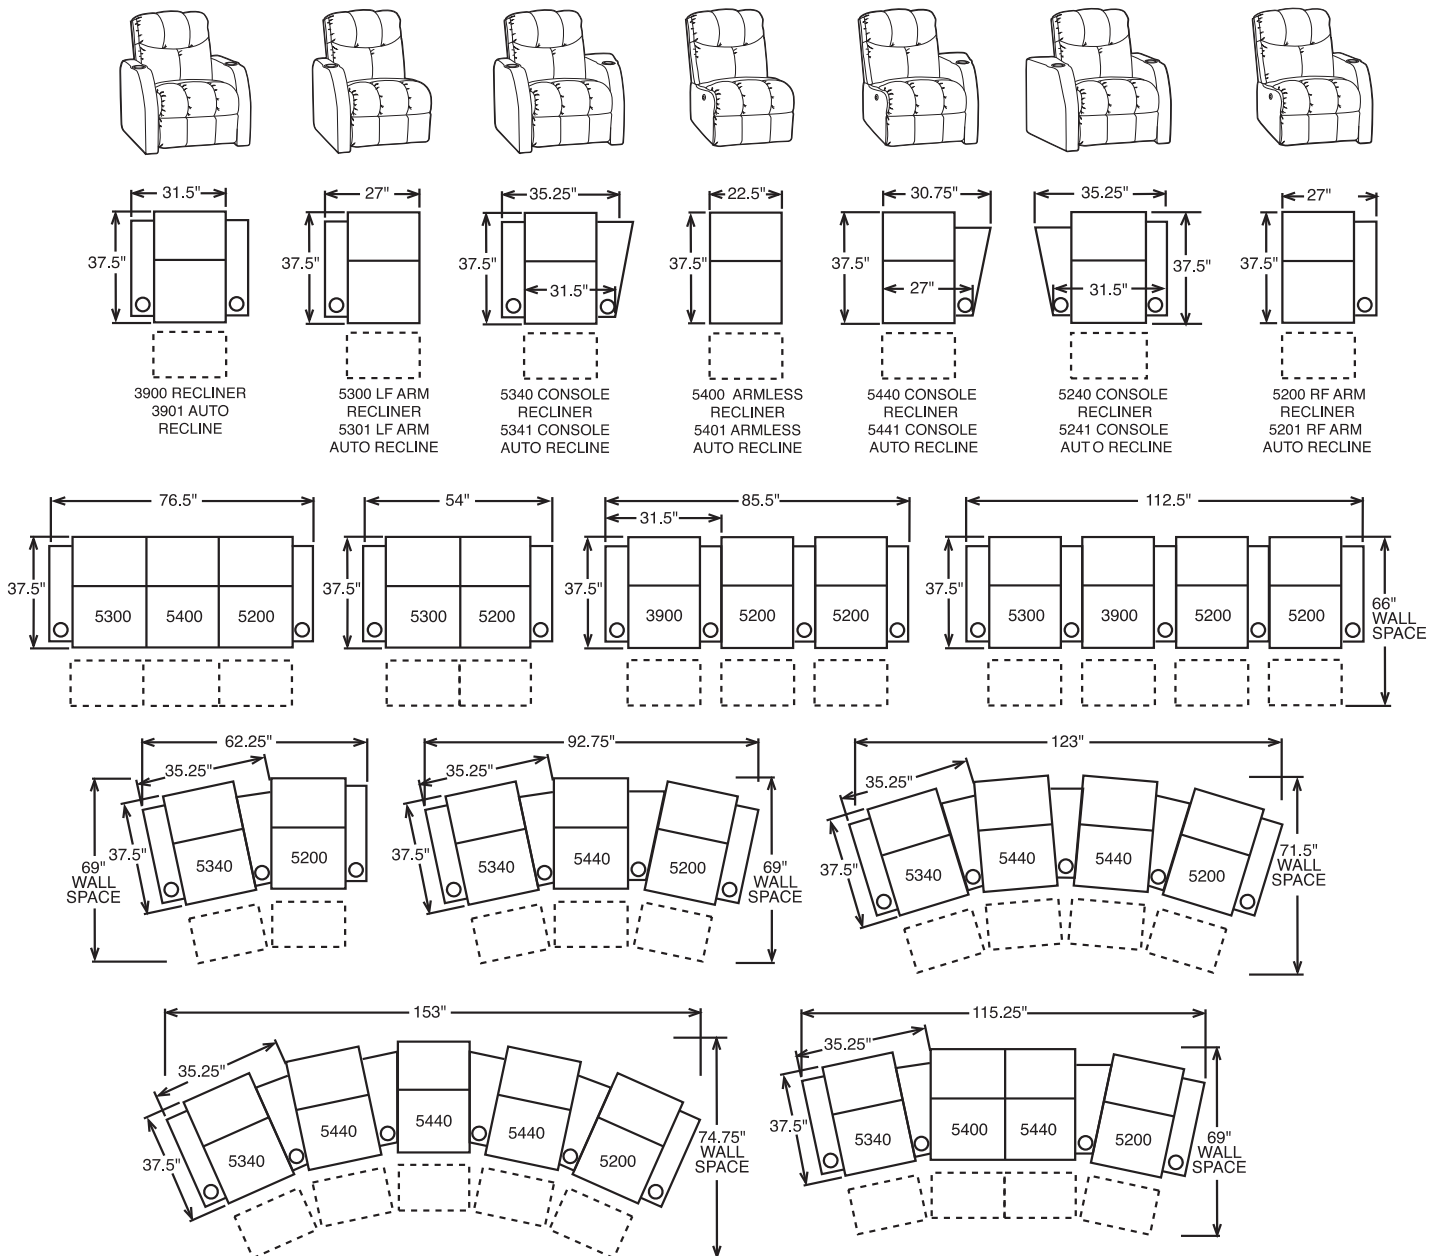 31.5"
27"
35.25"
22.5"
30.75"
35.25"
27"
37.5"
37.5"
37.5"
31.5"
37.5"
37.5"
27"
31.5"
37.5"
37.5"
3900 RECLINER
3901 AUTO
RECLINE
5300 LF ARM
RECLINER
5301 LF ARM
AUTO RECLINE
5340 CONSOLE
RECLINER
5341 CONSOLE
AUTO RECLINE
5400 ARMLESS
RECLINER
5401 ARMLESS
AUTO RECLINE
5440 CONSOLE
RECLINER
5441 CONSOLE
AUTO RECLINE
5240 CONSOLE
RECLINER
5241 CONSOLE
AUTO RECLINE
5200 RF ARM
RECLINER
5201 RF ARM
AUTO RECLINE
76.5"
37.5"
5300
5400
5200
54"
37.5"
5300
5200
85.5"
31.5"
37.5"
3900
5200
5200
112.5"
37.5"
5300
3900
5200
5200
66"
WALL
SPACE
62.25"
35.25"
37.5"
69"
WALL
SPACE
5340
5200
92.75"
35.25"
37.5"
5340
5440
5200
69"
WALL
SPACE
123"
35.25"
37.5"
5340
5440
5440
5200
71.5"
WALL
SPACE
153"
35.25"
37.5"
5340
5440
5440
5440
5200
74.75"
WALL
SPACE
115.25"
35.25"
37.5"
5340
5400
5440
5200
69"
WALL
SPACE